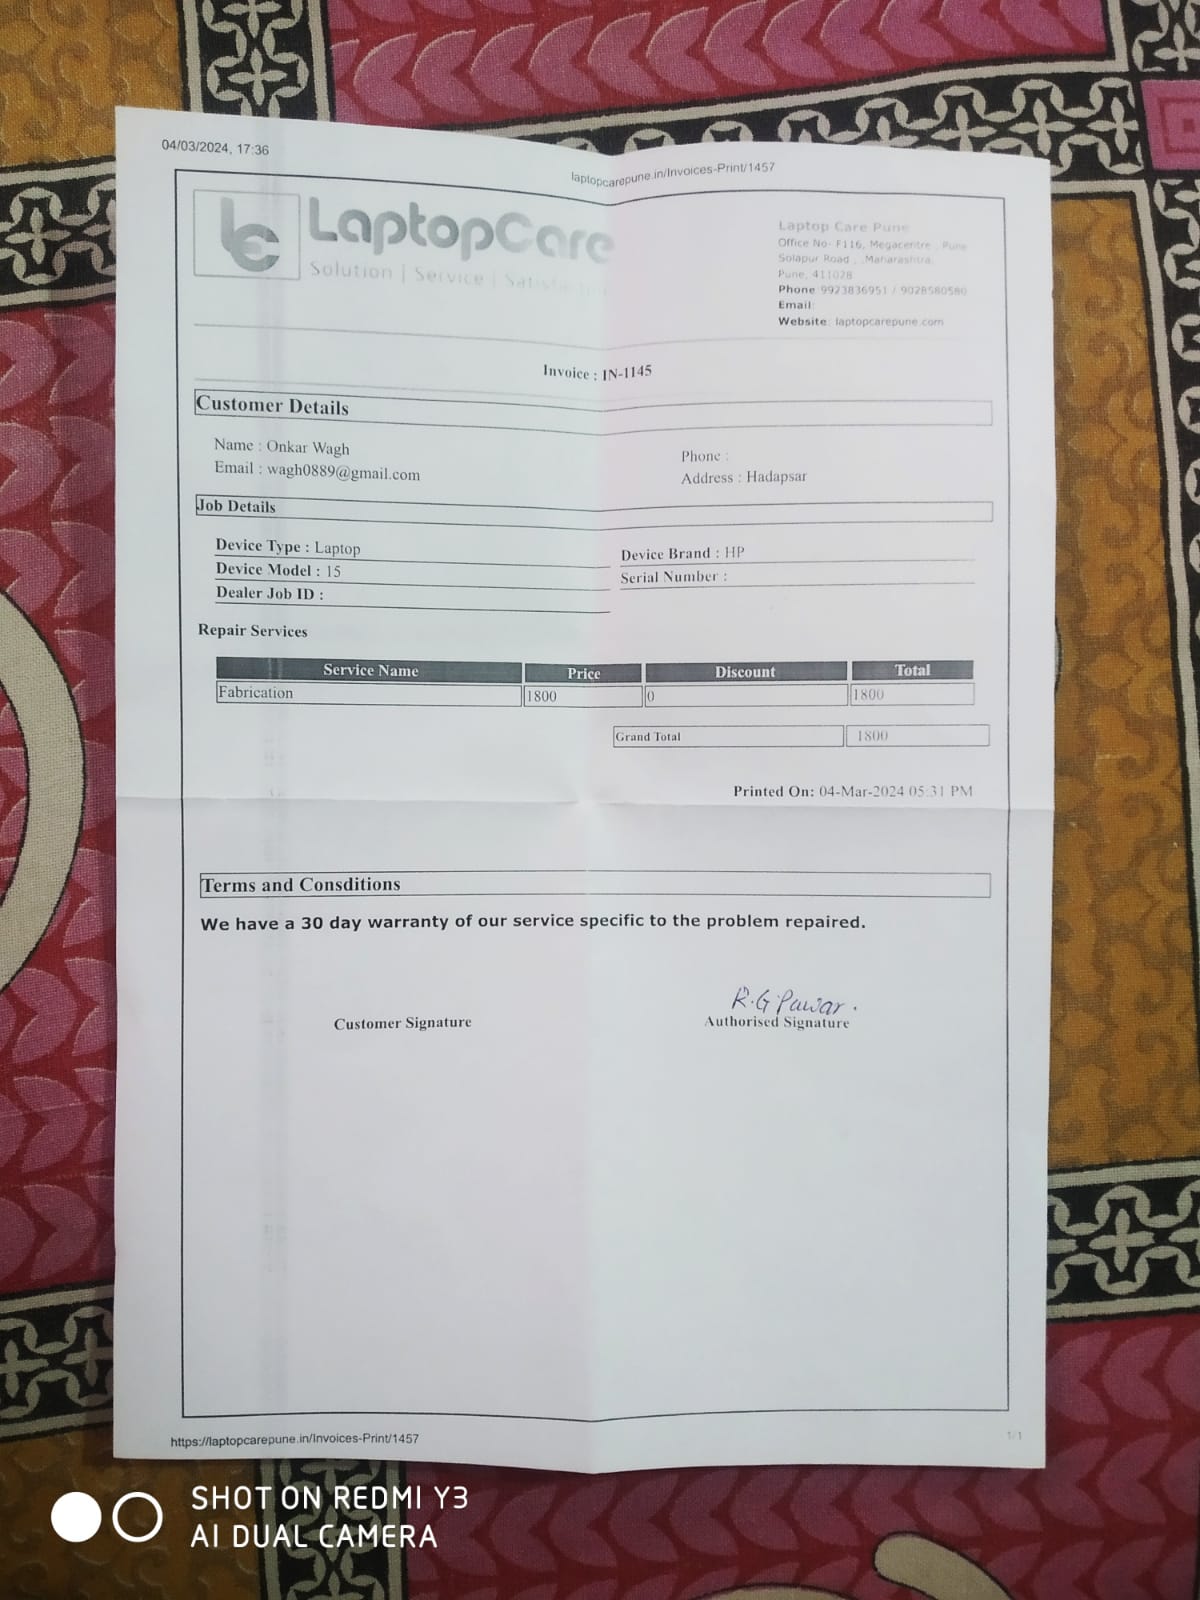 04/03/2024, 17:36
laptopcarepune.in/Invoices-Print/1457
LC
LaptopCare
Solution | Service |
Laptop Care Pune
Office No- F116, Megacentre , Pune
Solapur Road , ,Maharashtra,
Pune, 411028
Phone 9923836951 / 9028580580
Email:
Website: laptopcarepune.com
Invoice : IN-1145
Customer Details
Name : Onkar Wagh
Email : wagh0889@gmail.com
Phone :
Address : Hadapsar
Job Details
Device Type : Laptop
Device Model : 15
Dealer Job ID :
Device Brand : HP
Serial Number :
Repair Services
Service Name Price Discount Total
Fabrication 1800 0 1800
Grand Total 1800
Printed On: 04-Mar-2024 05:31 PM
Terms and Consditions
We have a 30 day warranty of our service specific to the problem repaired.
R.G Pawar.
Customer Signature
Authorised Signature
https://laptopcarepune.in/Invoices-Print/1457
1/1
SHOT ON REDMI Y3
AI DUAL CAMERA